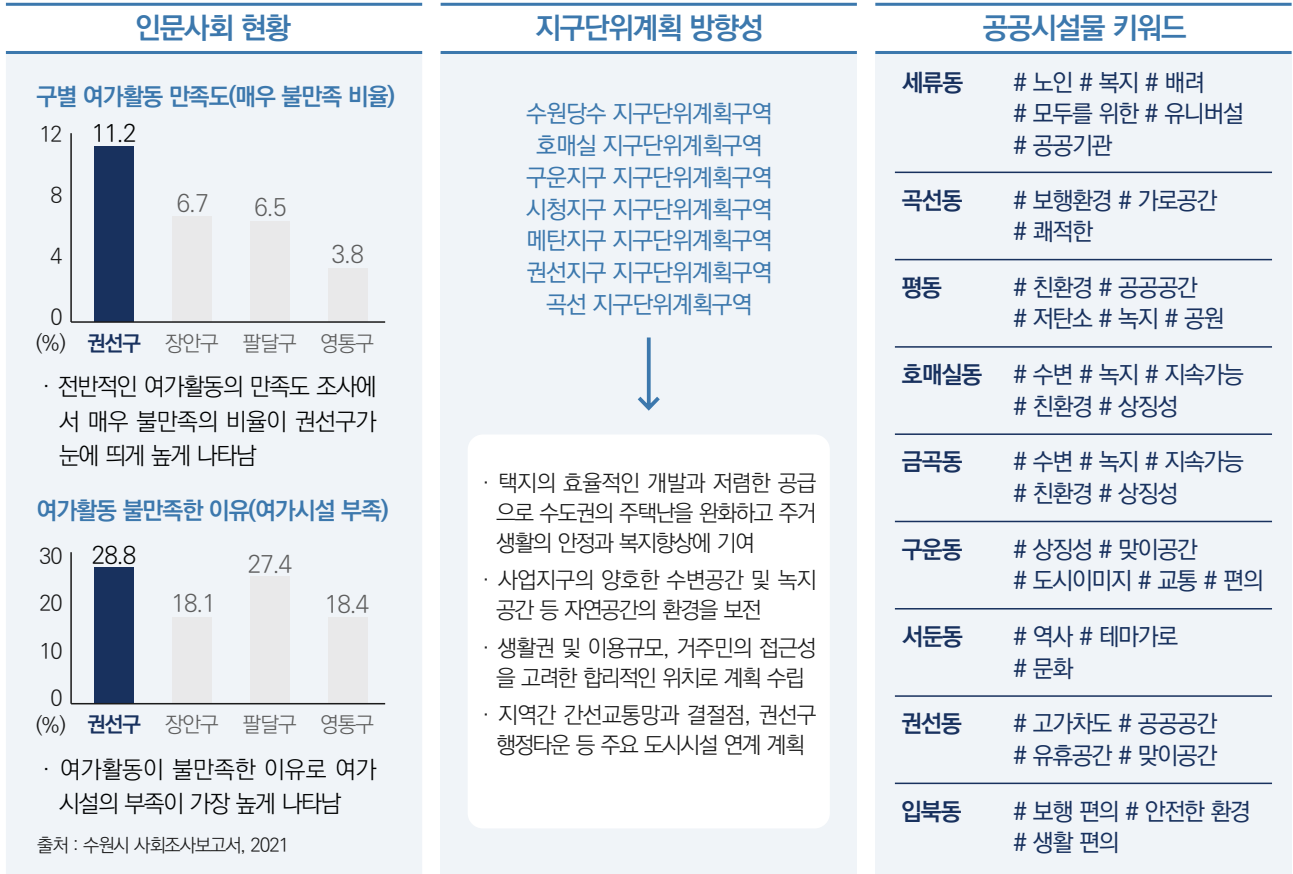 인문사회 현황
구별 여가활동 만족도(매우 불만족 비율)
12
8
4
0
(%)
11.2
6.7
6.5
3.8
권선구
장안구
팔달구
영통구
· 전반적인 여가활동의 만족도 조사에
서 매우 불만족의 비율이 권선구가
눈에 띄게 높게 나타남
여가활동 불만족한 이유(여가시설 부족)
30
20
10
0
(%)
28.8
18.1
27.4
18.4
권선구
장안구
팔달구
영통구
· 여가활동이 불만족한 이유로 여가
시설의 부족이 가장 높게 나타남
출처 : 수원시 사회조사보고서, 2021
지구단위계획 방향성
수원당수 지구단위계획구역
호매실 지구단위계획구역
구운지구 지구단위계획구역
시청지구 지구단위계획구역
메탄지구 지구단위계획구역
권선지구 지구단위계획구역
곡선 지구단위계획구역
· 택지의 효율적인 개발과 저렴한 공급
으로 수도권의 주택난을 완화하고 주거
생활의 안정과 복지향상에 기여
· 사업지구의 양호한 수변공간 및 녹지
공간 등 자연공간의 환경을 보전
· 생활권 및 이용규모, 거주민의 접근성
을 고려한 합리적인 위치로 계획 수립
· 지역간 간선교통망과 결절점, 권선구
행정타운 등 주요 도시시설 연계 계획
공공시설물 키워드
세류동
# 노인 # 복지 # 배려
# 모두를 위한 # 유니버설
# 공공기관
곡선동
# 보행환경 # 가로공간
# 쾌적한
평동
# 친환경 # 공공공간
# 저탄소 # 녹지 # 공원
호매실동
# 수변 # 녹지 # 지속가능
# 친환경 # 상징성
금곡동
# 수변 # 녹지 # 지속가능
# 친환경 # 상징성
구운동
# 상징성 # 맞이공간
# 도시이미지 # 교통 # 편의
서둔동
# 역사 # 테마가로
# 문화
권선동
# 고가차도 # 공공공간
# 유휴공간 # 맞이공간
입북동
# 보행 편의 # 안전한 환경
# 생활 편의